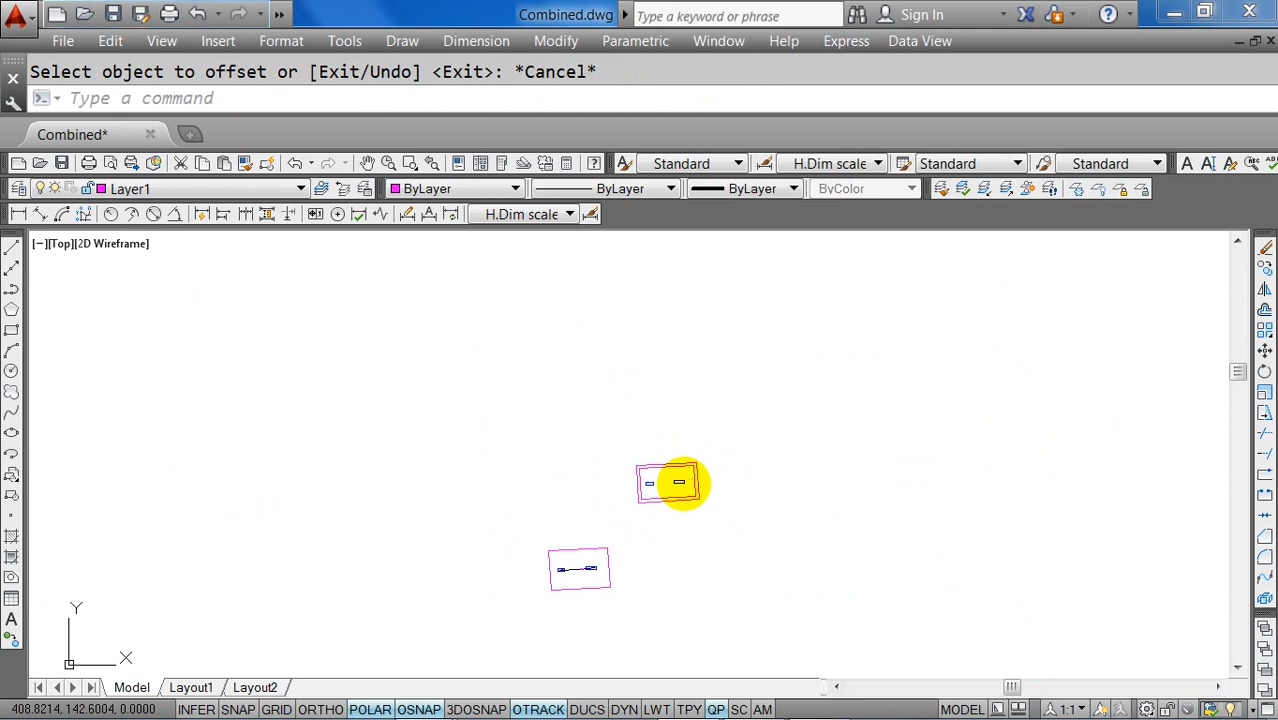 Combined.dwg
Type a keyword or phrase
Sign In
File Edit View Insert Format Tools Draw Dimension Modify Parametric Window Help Express Data View
Select object to offset or [Exit/Undo] <Exit>: *Cancel*
Type a command
Combined*
Standard H.Dim scale Standard Standard
Layer1 ByLayer ByLayer ByLayer ByColor
H.Dim scale
[−][Top][2D Wireframe]
Y
X
Model Layout1 Layout2
408.8214, 142.6004, 0.0000 INFER SNAP GRID ORTHO POLAR OSNAP 3DOSNAP OTRACK DUCS DYN LWT TPY QP SC AM MODEL 1:1